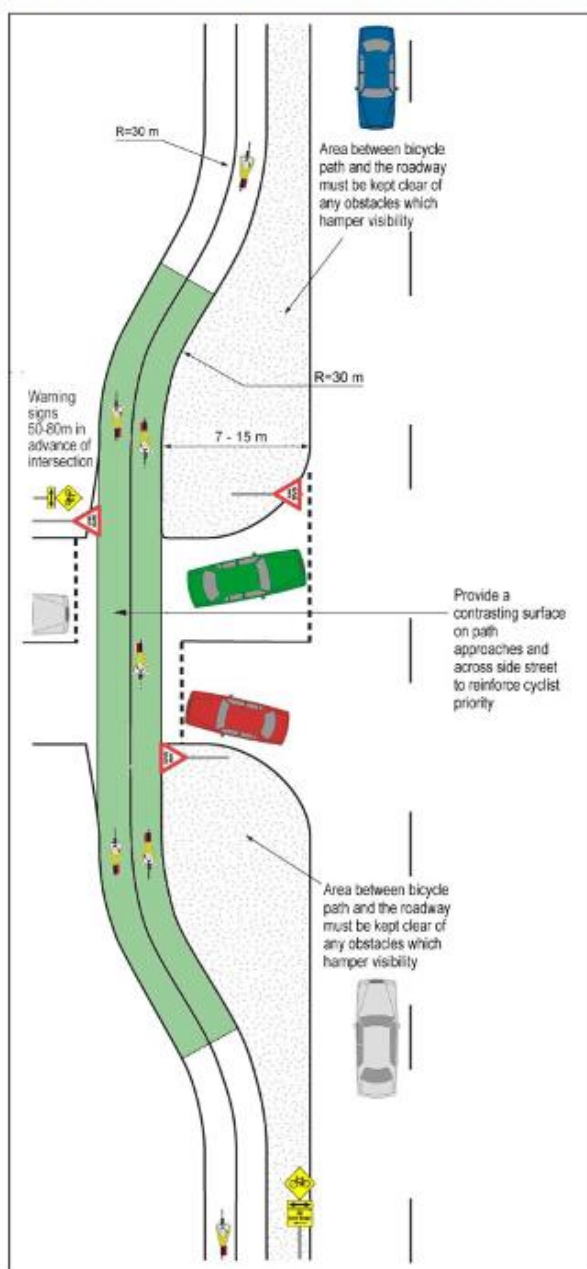 R=30 m
Area between bicycle
path and the roadway
must be kept clear of
any obstacles which
hamper visibility
R=30 m
Warning
signs
50-80m in
advance of
intersection
7 - 15 m
Provide a
contrasting surface
on path
approaches and
across side street
to reinforce cyclist
priority
Area between bicycle
path and the roadway
must be kept clear of
any obstacles which
hamper visibility